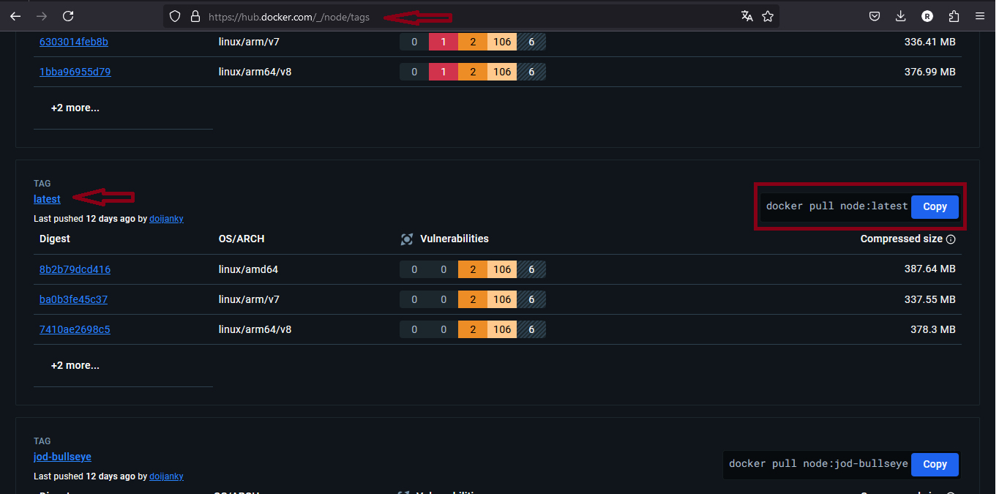 https://hub.docker.com/_/node/tags
R
6303014feb8b linux/arm/v7 0 1 2 106 6 336.41 MB
1bba96955d79 linux/arm64/v8 0 1 2 106 6 376.99 MB
+2 more...
TAG
latest
docker pull node:latest Copy
Last pushed 12 days ago by doijanky
Digest OS/ARCH Vulnerabilities Compressed size
8b2b79dcd416 linux/amd64 0 0 2 106 6 387.64 MB
ba0b3fe45c37 linux/arm/v7 0 0 2 106 6 337.55 MB
7410ae2698c5 linux/arm64/v8 0 0 2 106 6 378.3 MB
+2 more...
TAG
jod-bullseye
docker pull node:jod-bullseye Copy
Last pushed 12 days ago by doijanky